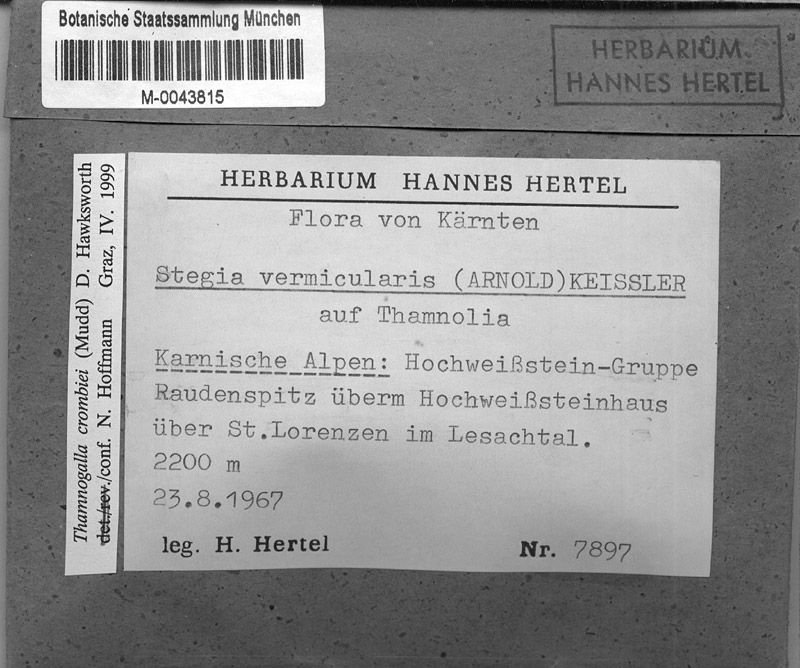 Botanische Staatssammlung München
M-0043815
HERBARIUM
HANNES HERTEL
Thamnogalla crombiei (Mudd) D. Hawksworth
det./rev./conf. N. Hoffmann Graz, IV. 1999
HERBARIUM HANNES HERTEL
Flora von Kärnten
Stegia vermicularis (ARNOLD)KEISSLER
auf Thamnolia
Karnische Alpen: Hochweißstein-Gruppe
Raudenspitz überm Hochweißsteinhaus
über St.Lorenzen im Lesachtal.
2200 m
23.8.1967
leg. H. Hertel Nr. 7897